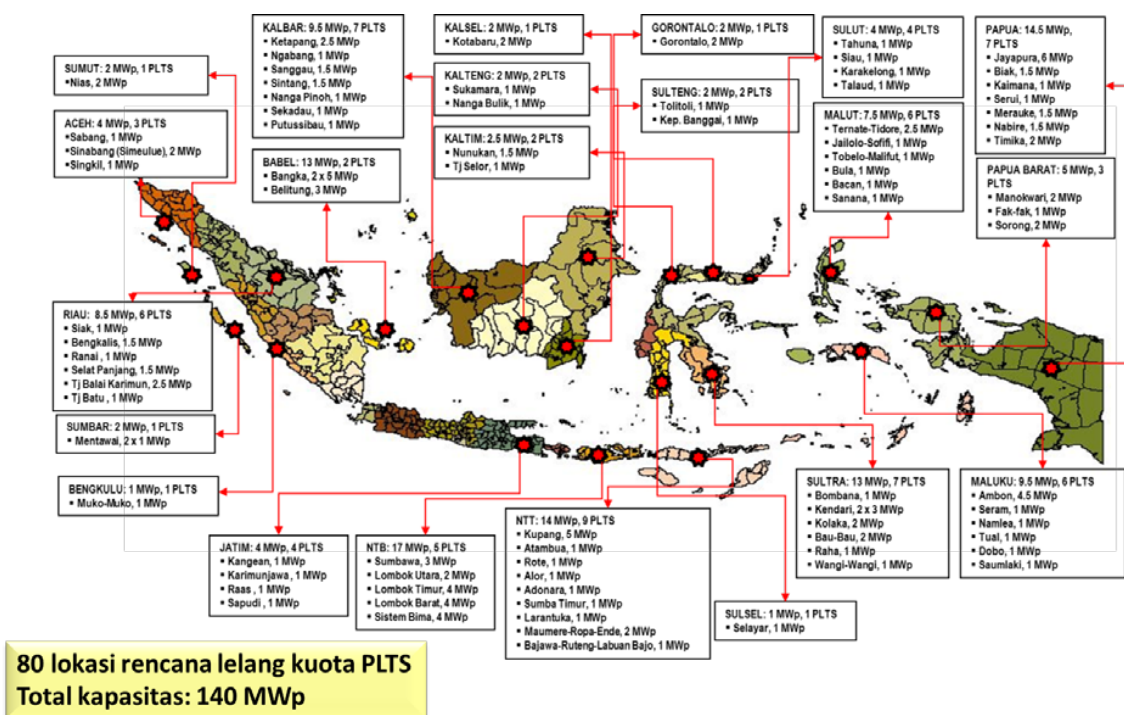 SUMUT: 2 MWp, 1 PLTS
▪Nias, 2 MWp
ACEH: 4 MWp, 3 PLTS
▪Sabang, 1 MWp
▪Sinabang (Simeulue), 2 MWp
▪Singkil, 1 MWp
KALBAR: 9.5 MWp, 7 PLTS
▪ Ketapang, 2.5 MWp
▪ Ngabang, 1 MWp
▪ Sanggau, 1.5 MWp
▪ Sintang, 1.5 MWp
▪ Nanga Pinoh, 1 MWp
▪ Sekadau, 1 MWp
▪ Putussibau, 1 MWp
BABEL: 13 MWp, 2 PLTS
▪ Bangka, 2 x 5 MWp
▪ Belitung, 3 MWp
KALSEL: 2 MWp, 1 PLTS
▪ Kotabaru, 2 MWp
KALTENG: 2 MWp, 2 PLTS
▪ Sukamara, 1 MWp
▪ Nanga Bulik, 1 MWp
KALTIM: 2.5 MWp, 2 PLTS
▪ Nunukan, 1.5 MWp
▪ Tj Selor, 1 MWp
GORONTALO: 2 MWp, 1 PLTS
▪ Gorontalo, 2 MWp
SULTENG: 2 MWp, 2 PLTS
▪ Tolitoli, 1 MWp
▪ Kep. Banggai, 1 MWp
SULUT: 4 MWp, 4 PLTS
▪ Tahuna, 1 MWp
▪ Siau, 1 MWp
▪ Karakelong, 1 MWp
▪ Talaud, 1 MWp
MALUT: 7.5 MWp, 6 PLTS
▪ Ternate-Tidore, 2.5 MWp
▪ Jailolo-Sofifi, 1 MWp
▪ Tobelo-Malifut, 1 MWp
▪ Bula, 1 MWp
▪ Bacan, 1 MWp
▪ Sanana, 1 MWp
PAPUA: 14.5 MWp,
7 PLTS
▪ Jayapura, 6 MWp
▪ Biak, 1.5 MWp
▪ Kaimana, 1 MWp
▪ Serui, 1 MWp
▪ Merauke, 1.5 MWp
▪ Nabire, 1.5 MWp
▪ Timika, 2 MWp
PAPUA BARAT: 5 MWp, 3
PLTS
▪ Manokwari, 2 MWp
▪ Fak-fak, 1 MWp
▪ Sorong, 2 MWp
RIAU: 8.5 MWp, 6 PLTS
▪ Siak, 1 MWp
▪ Bengkalis, 1.5 MWp
▪ Ranai , 1 MWp
▪ Selat Panjang, 1.5 MWp
▪ Tj Balai Karimun, 2.5 MWp
▪ Tj Batu , 1 MWp
SUMBAR: 2 MWp, 1 PLTS
▪ Mentawai, 2 x 1 MWp
BENGKULU: 1 MWp, 1 PLTS
▪ Muko-Muko, 1 MWp
JATIM: 4 MWp, 4 PLTS
▪ Kangean, 1 MWp
▪ Karimunjawa , 1 MWp
▪ Raas , 1 MWp
▪ Sapudi , 1 MWp
NTB: 17 MWp, 5 PLTS
▪ Sumbawa, 3 MWp
▪ Lombok Utara, 2 MWp
▪ Lombok Timur, 4 MWp
▪ Lombok Barat, 4 MWp
▪ Sistem Bima, 4 MWp
NTT: 14 MWp, 9 PLTS
▪ Kupang, 5 MWp
▪ Atambua, 1 MWp
▪ Rote, 1 MWp
▪ Alor, 1 MWp
▪ Adonara, 1 MWp
▪ Sumba Timur, 1 MWp
▪ Larantuka, 1 MWp
▪ Maumere-Ropa-Ende, 2 MWp
▪ Bajawa-Ruteng-Labuan Bajo, 1 MWp
SULSEL: 1 MWp, 1 PLTS
▪ Selayar, 1 MWp
SULTRA: 13 MWp, 7 PLTS
▪ Bombana, 1 MWp
▪ Kendari, 2 x 3 MWp
▪ Kolaka, 2 MWp
▪ Bau-Bau, 2 MWp
▪ Raha, 1 MWp
▪ Wangi-Wangi, 1 MWp
MALUKU: 9.5 MWp, 6 PLTS
▪ Ambon, 4.5 MWp
▪ Seram, 1 MWp
▪ Namlea, 1 MWp
▪ Tual, 1 MWp
▪ Dobo, 1 MWp
▪ Saumlaki, 1 MWp
80 lokasi rencana lelang kuota PLTS
Total kapasitas: 140 MWp